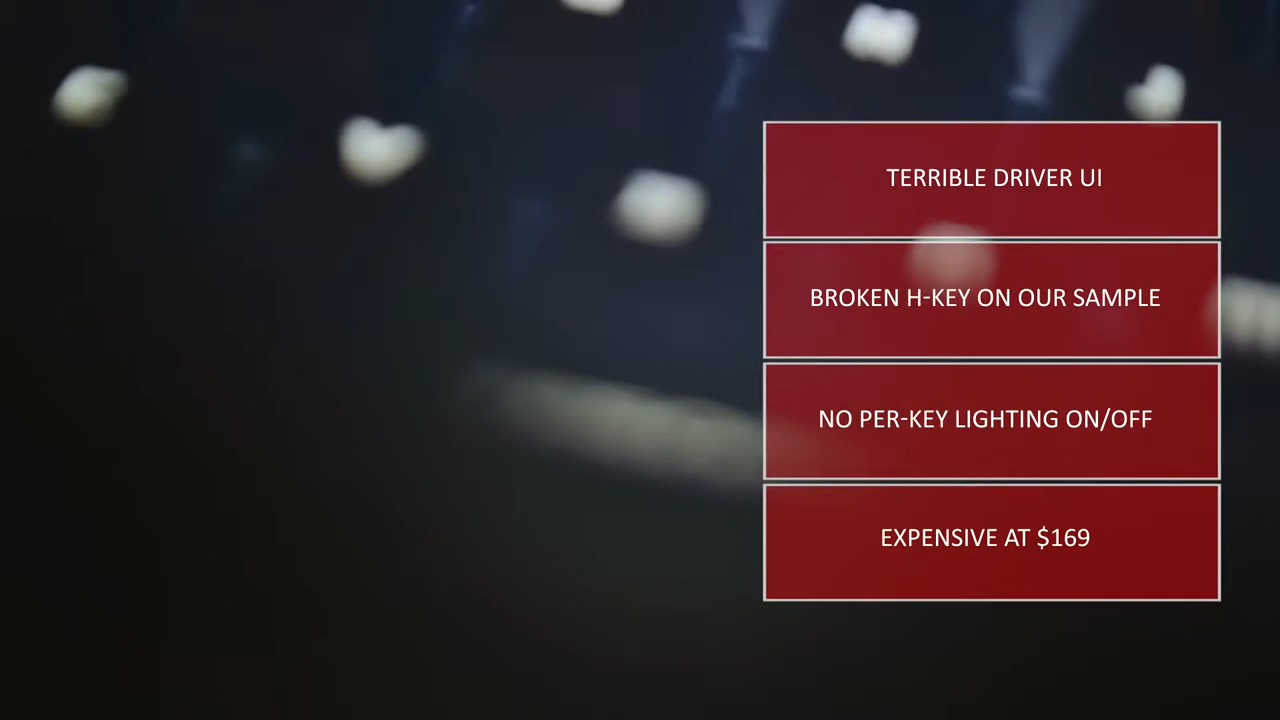 TERRIBLE DRIVER UI
BROKEN H-KEY ON OUR SAMPLE
NO PER-KEY LIGHTING ON/OFF
EXPENSIVE AT $169